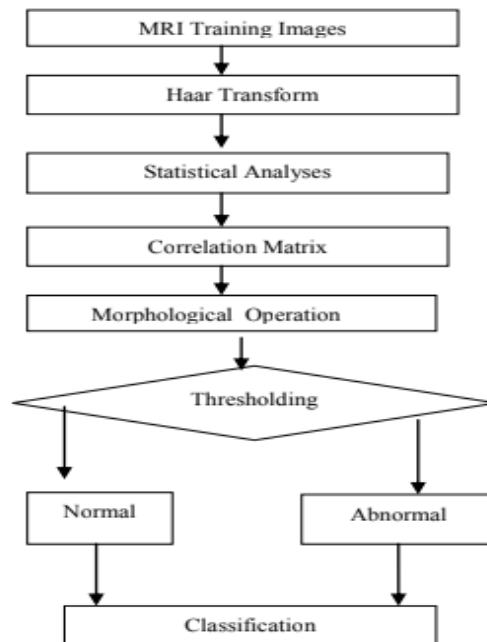 MRI Training Images
Haar Transform
Statistical Analyses
Correlation Matrix
Morphological Operation
Thresholding
Normal
Abnormal
Classification